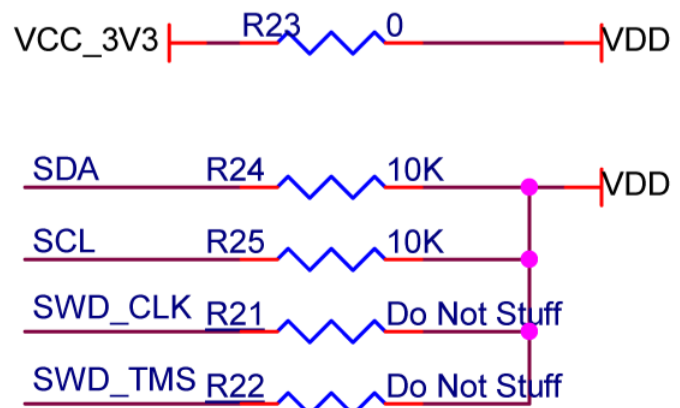 VCC_3V3 R23 0 VDD
SDA R24 10K VDD
SCL R25 10K
SWD_CLK R21 Do Not Stuff
SWD_TMS R22 Do Not Stuff